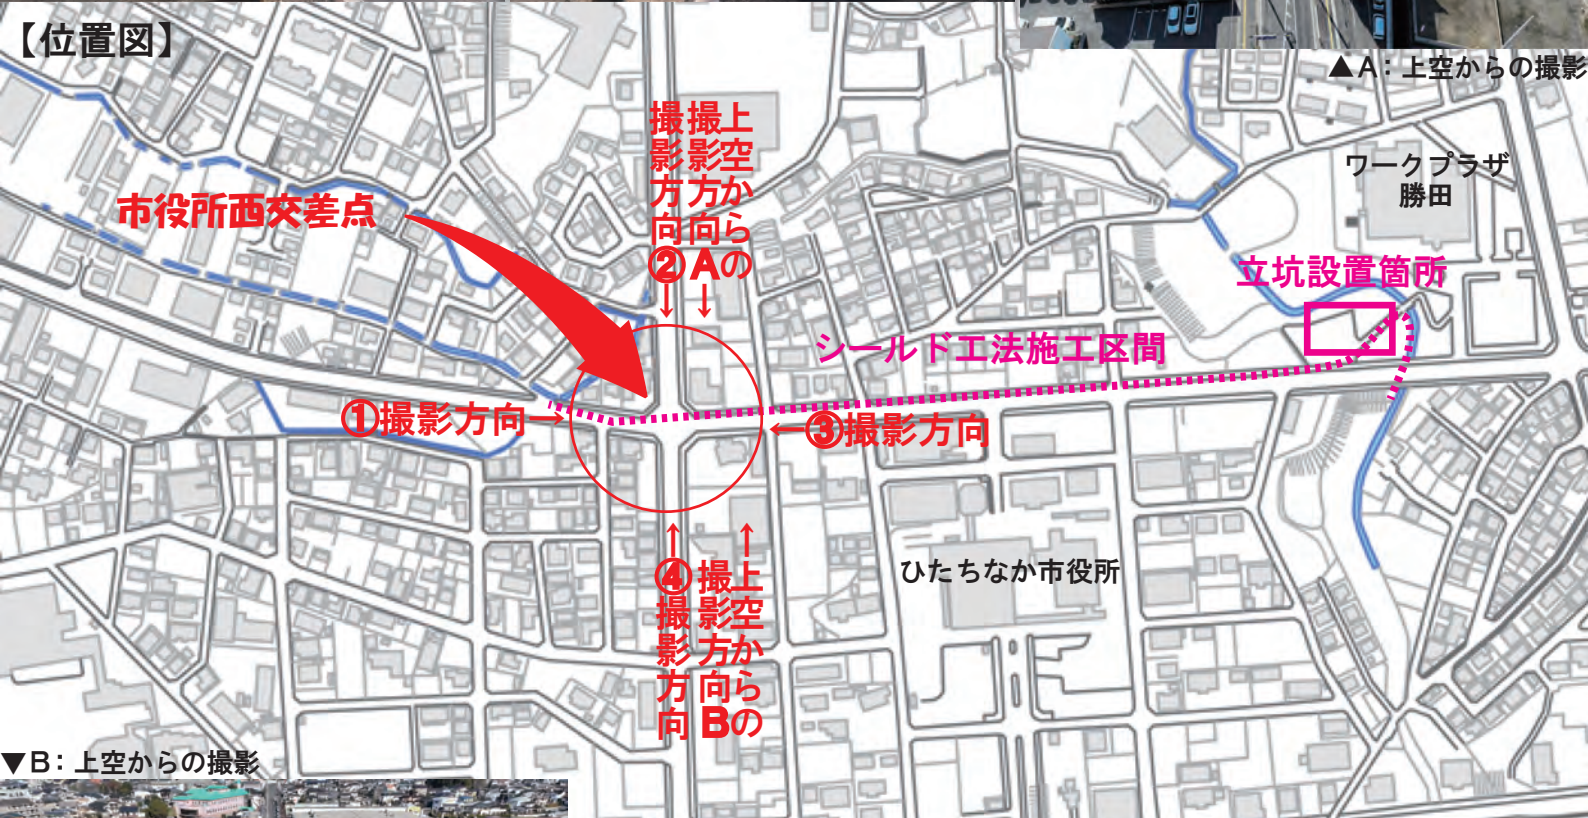 【位置図】
▲A：上空からの撮影
上空からの
撮影方向A
撮影方向②
ワークプラザ
勝田
市役所西交差点
立坑設置箇所
シールド工法施工区間
①撮影方向→
←③撮影方向
ひたちなか市役所
上空からの
撮影方向B
④撮影方向
▼B：上空からの撮影